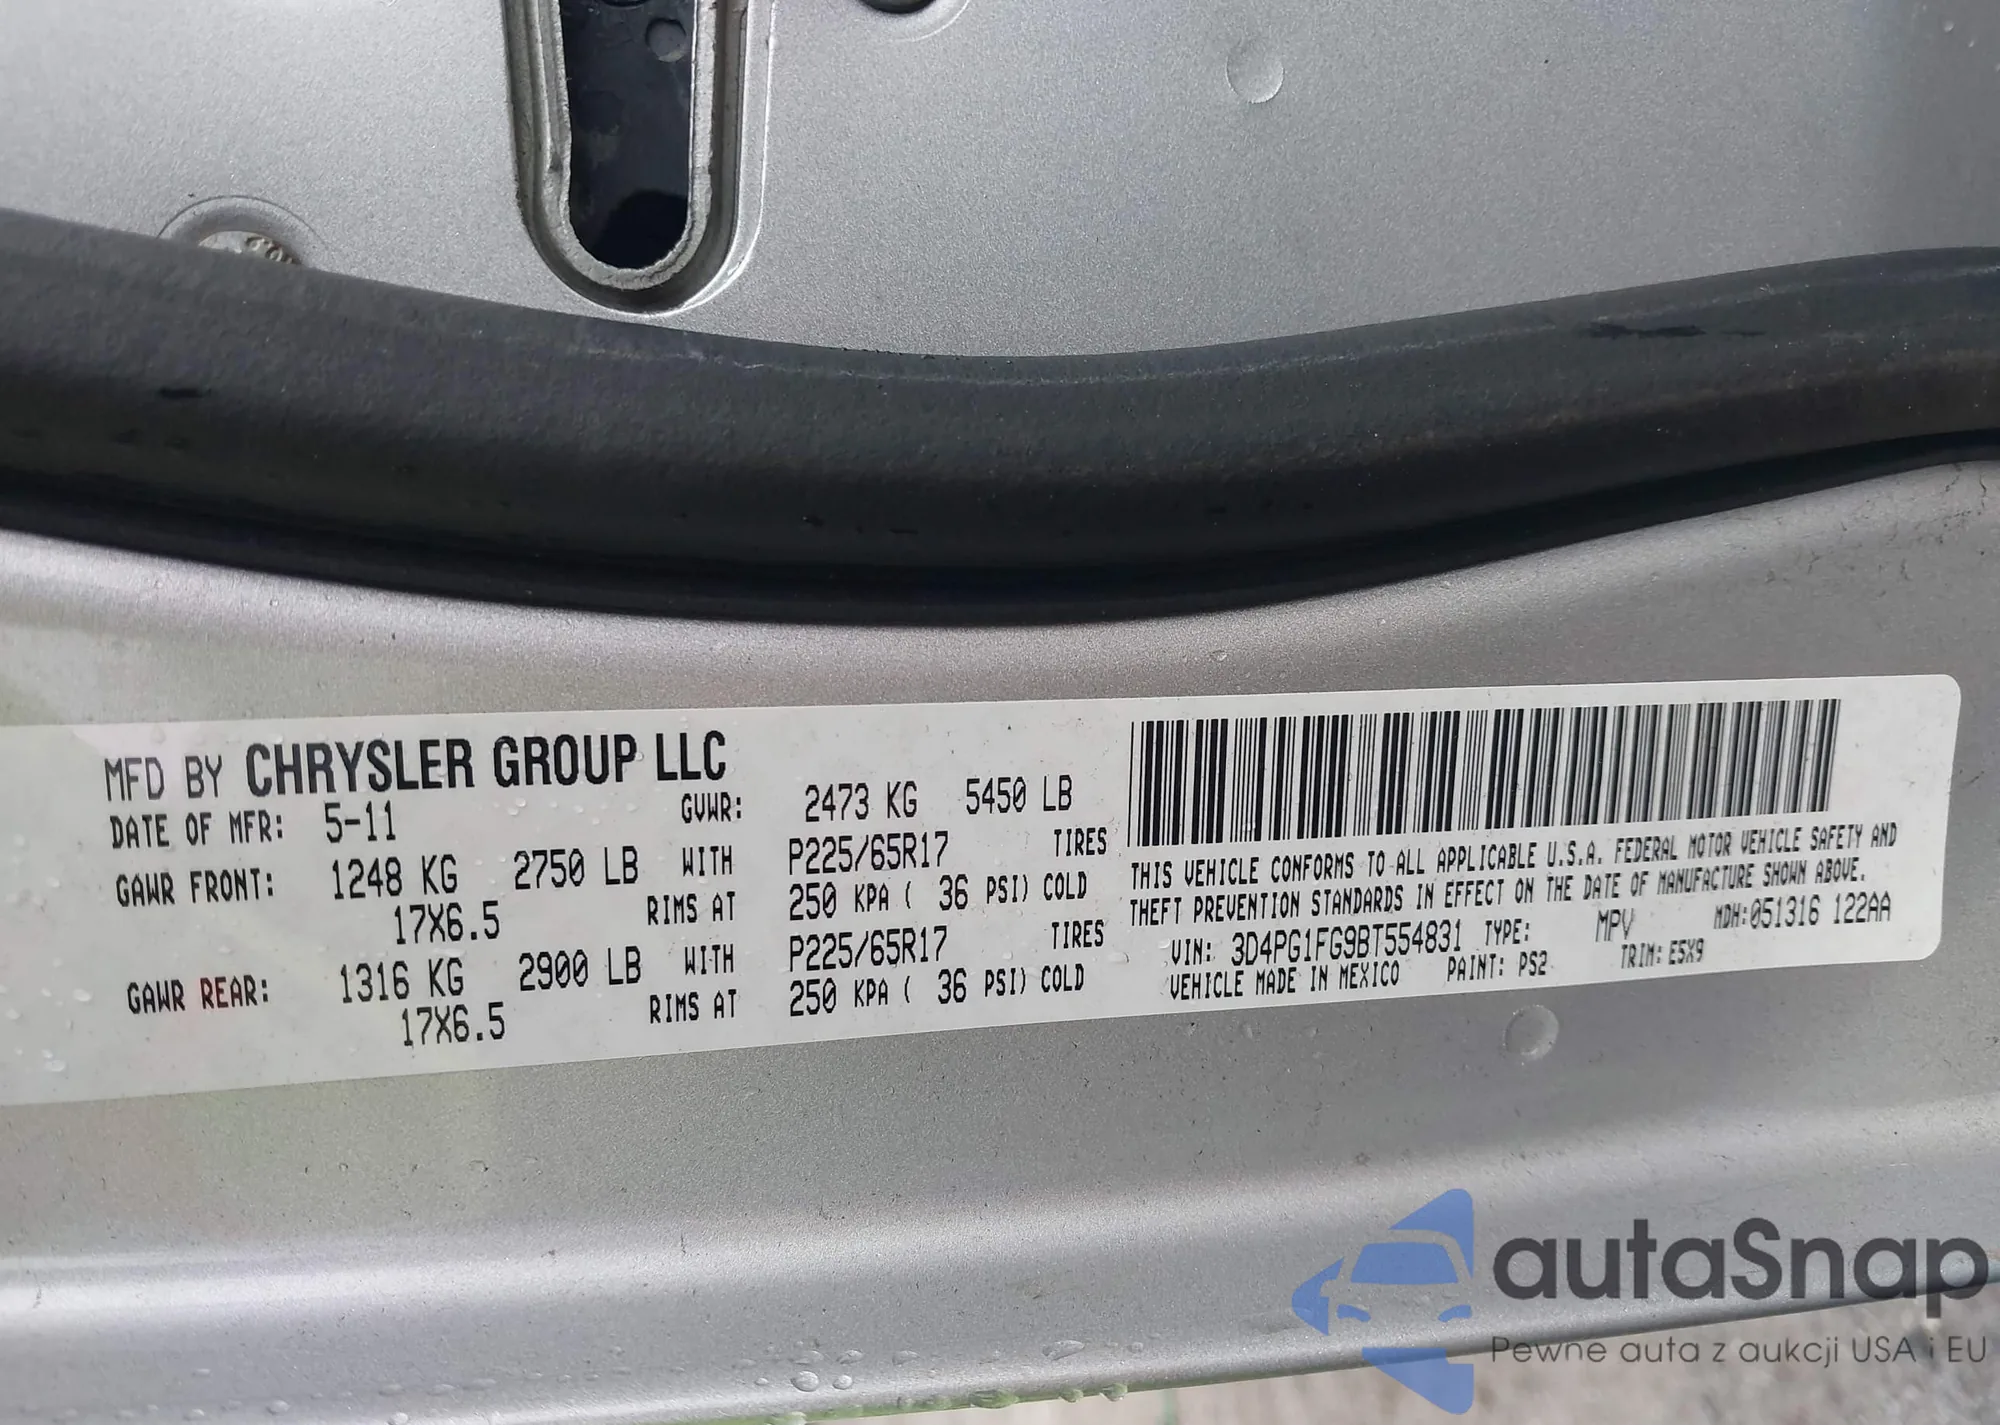 MFD BY CHRYSLER GROUP LLC
DATE OF MFR: 5-11 GVWR: 2473 KG 5450 LB
GAWR FRONT: 1248 KG 2750 LB WITH P225/65R17 TIRES
17X6.5 RIMS AT 250 KPA ( 36 PSI) COLD
GAWR REAR: 1316 KG 2900 LB WITH P225/65R17 TIRES
17X6.5 RIMS AT 250 KPA ( 36 PSI) COLD
THIS VEHICLE CONFORMS TO ALL APPLICABLE U.S.A. FEDERAL MOTOR VEHICLE SAFETY AND
THEFT PREVENTION STANDARDS IN EFFECT ON THE DATE OF MANUFACTURE SHOWN ABOVE.
VIN: 3D4PG1FG9BT554831 TYPE: MPV MDH:051316 122AA
VEHICLE MADE IN MEXICO PAINT: PS2 TRIM: E5X9
autaSnap
Pewne auta z aukcji USA i EU